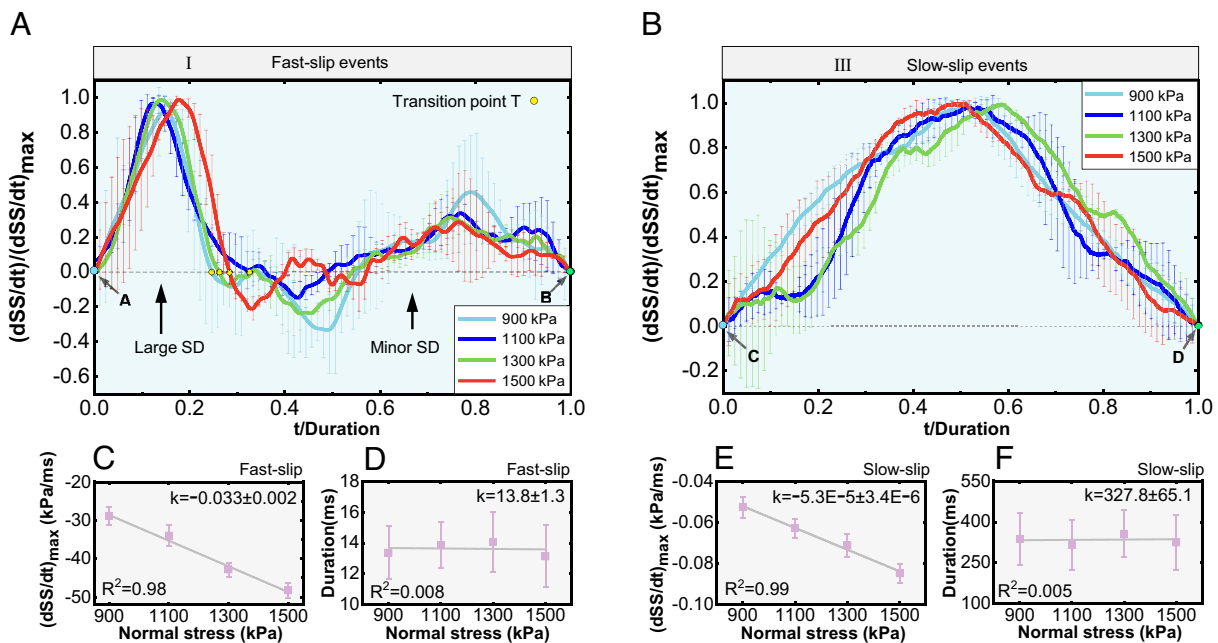 A
I Fast-slip events
Transition point T
(dSS/dt)/(dSS/dt)max
1.0
0.8
0.6
0.4
0.2
0.0
-0.2
-0.4
-0.6
A
B
Large SD
Minor SD
900 kPa
1100 kPa
1300 kPa
1500 kPa
0.0 0.2 0.4 0.6 0.8 1.0
t/Duration
B
III Slow-slip events
900 kPa
1100 kPa
1300 kPa
1500 kPa
(dSS/dt)/(dSS/dt)max
1.0
0.8
0.6
0.4
0.2
0.0
-0.2
C
D
0.0 0.2 0.4 0.6 0.8 1.0
t/Duration
C
Fast-slip
k=−0.033±0.002
(dSS/dt)max (kPa/ms)
-20
-30
-40
-50
R2=0.98
900 1100 1300 1500
Normal stress (kPa)
D
Fast-slip
k=13.8±1.3
Duration(ms)
18
16
14
12
10
R2=0.008
900 1100 1300 1500
Normal stress (kPa)
E
Slow-slip
k=−5.3E−5±3.4E−6
(dSS/dt)max (kPa/ms)
-0.04
-0.06
-0.08
-0.10
R2=0.99
900 1100 1300 1500
Normal stress (kPa)
F
Slow-slip
k=327.8±65.1
Duration(ms)
550
400
250
100
R2=0.005
900 1100 1300 1500
Normal stress (kPa)